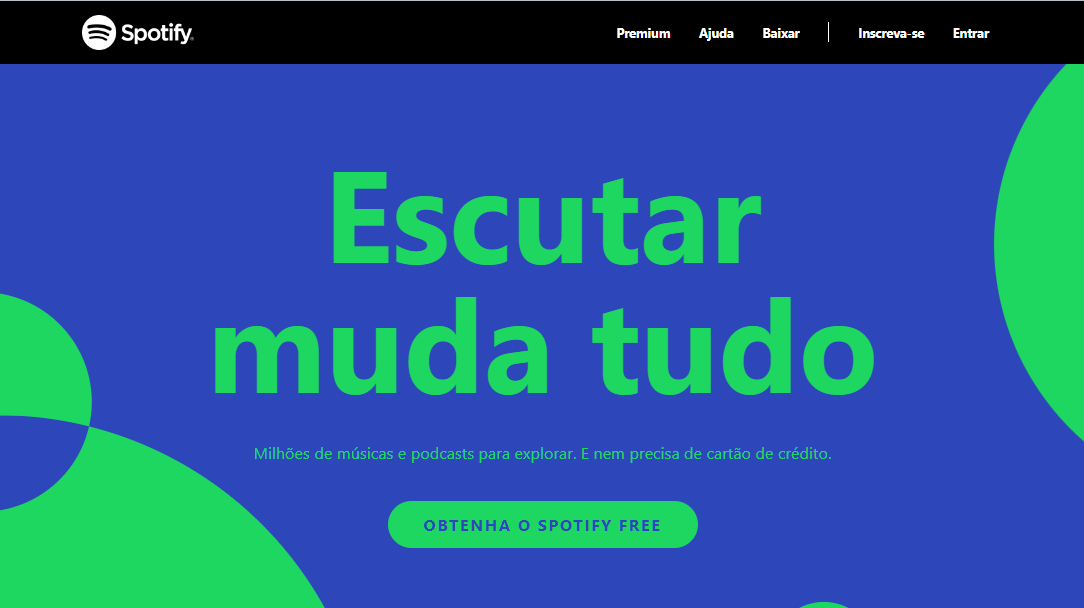 Spotify
Premium Ajuda Baixar Inscreva-se Entrar
Escutar
muda tudo
Milhões de músicas e podcasts para explorar. E nem precisa de cartão de crédito.
OBTENHA O SPOTIFY FREE